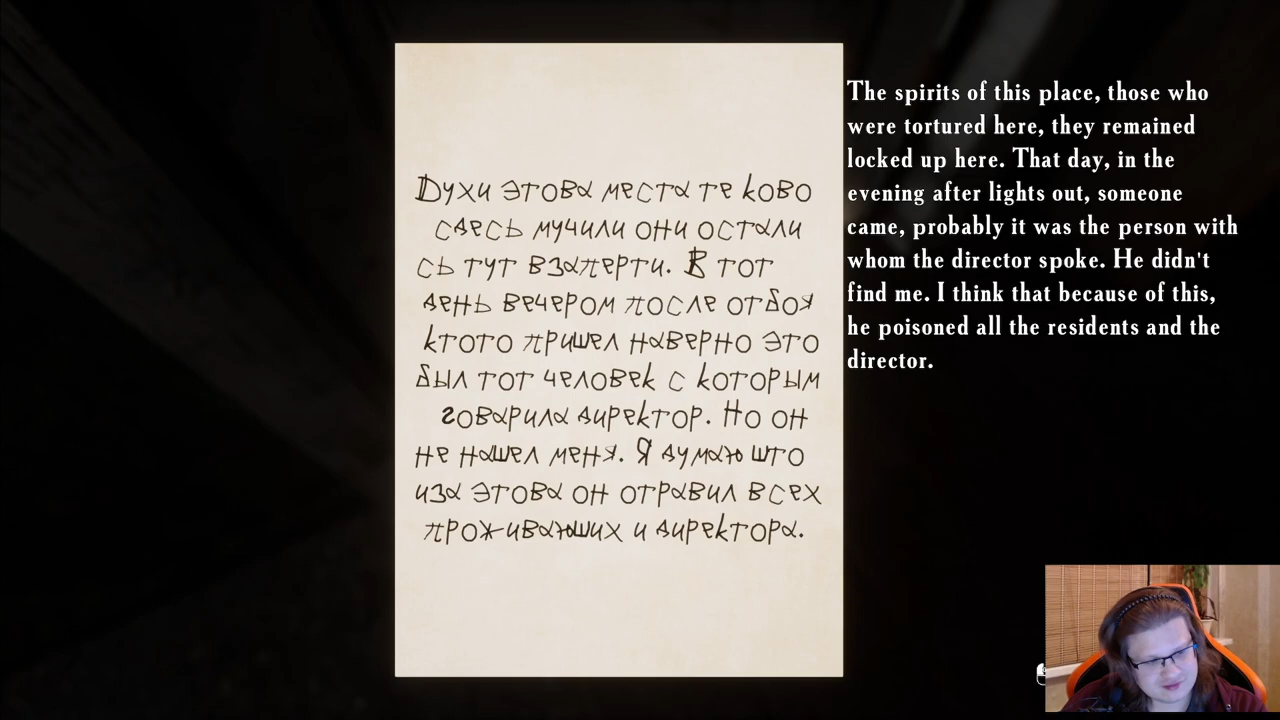 Духи этова места те ково
сдесь мучили они остали
сь тут взаперти. В тот
день вечером после отбоя
ктото пришел наверно это
был тот человек с которым
говарила директор. Но он
не нашел меня. Я думаю што
иза этова он отравил всех
проживаюших и директора.
The spirits of this place, those who
were tortured here, they remained
locked up here. That day, in the
evening after lights out, someone
came, probably it was the person with
whom the director spoke. He didn't
find me. I think that because of this,
he poisoned all the residents and the
director.